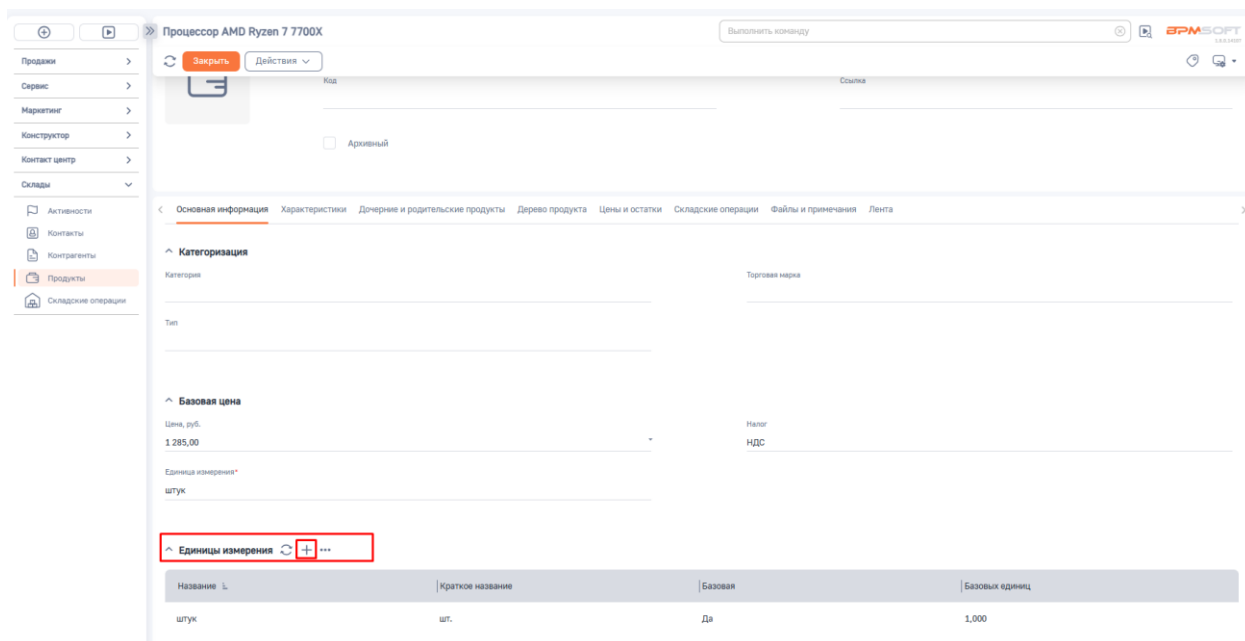 Процессор AMD Ryzen 7 7700X
Выполнить команду
BPMSOFT
Закрыть
Действия
Продажи
Сервис
Маркетинг
Конструктор
Контакт центр
Склады
Активности
Контакты
Контрагенты
Продукты
Складские операции
Код
Ссылка
Архивный
Основная информация Характеристики Дочерние и родительские продукты Дерево продукта Цены и остатки Складские операции Файлы и примечания Лента
Категоризация
Категория
Торговая марка
Тип
Базовая цена
Цена, руб.
Налог
1 285,00
НДС
Единица измерения*
штук
Единицы измерения
Название Краткое название Базовая Базовых единиц
штук шт. Да 1,000